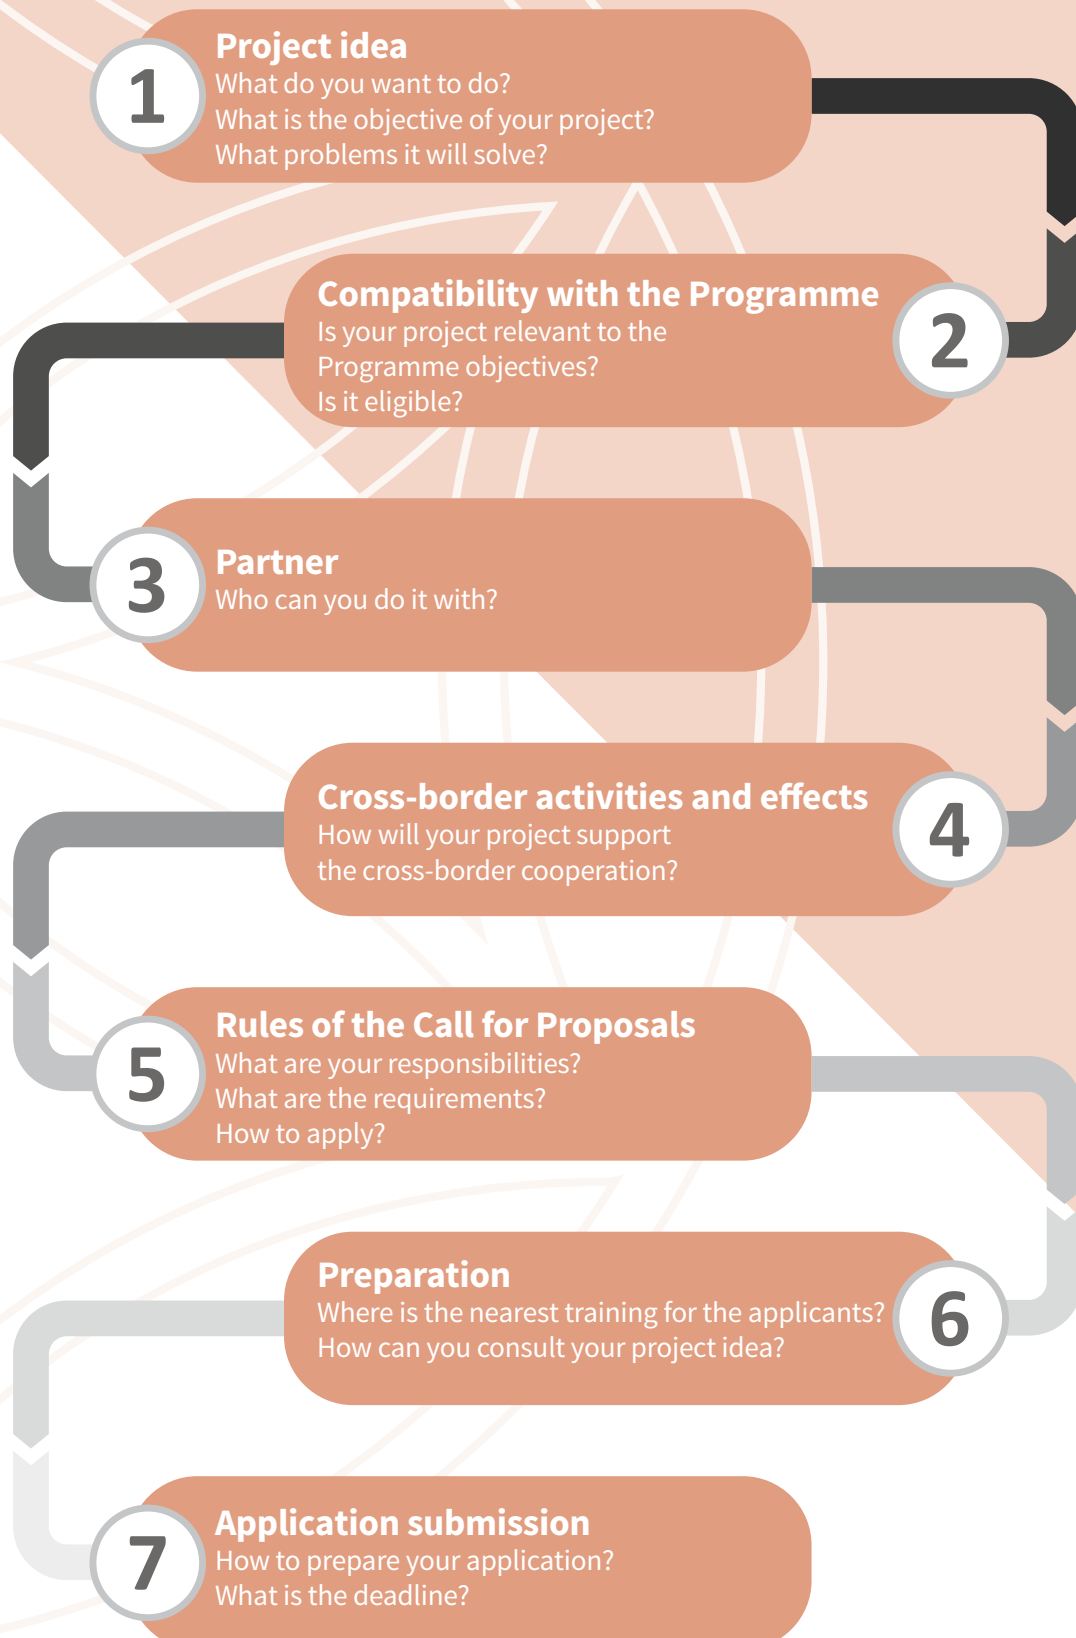 1
Project idea
What do you want to do?
What is the objective of your project?
What problems it will solve?
Compatibility with the Programme
Is your project relevant to the
Programme objectives?
Is it eligible?
2
3
Partner
Who can you do it with?
Cross-border activities and effects
How will your project support
the cross-border cooperation?
4
5
Rules of the Call for Proposals
What are your responsibilities?
What are the requirements?
How to apply?
Preparation
Where is the nearest training for the applicants?
How can you consult your project idea?
6
7
Application submission
How to prepare your application?
What is the deadline?